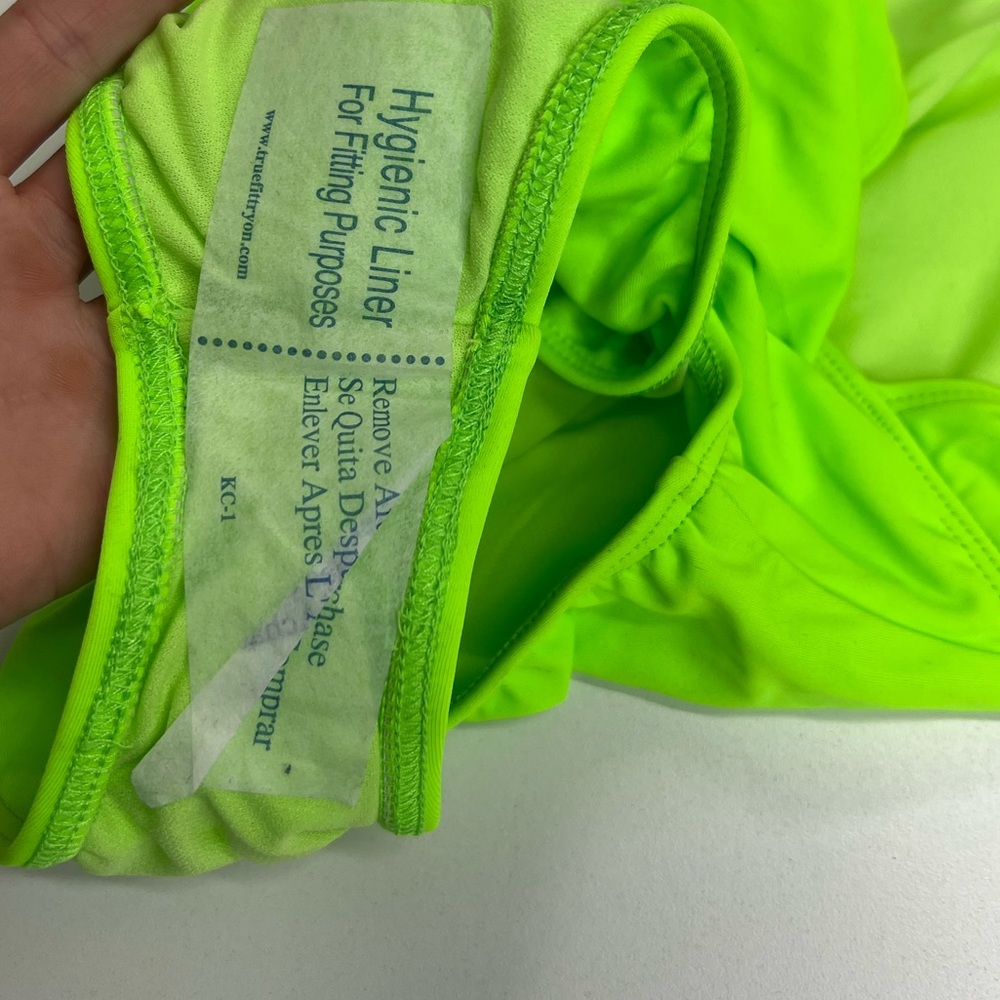 Hygienic Liner
For Fitting Purposes
www.truefittryon.com
Remove
Se Quita
Enlever Apres
KC-1